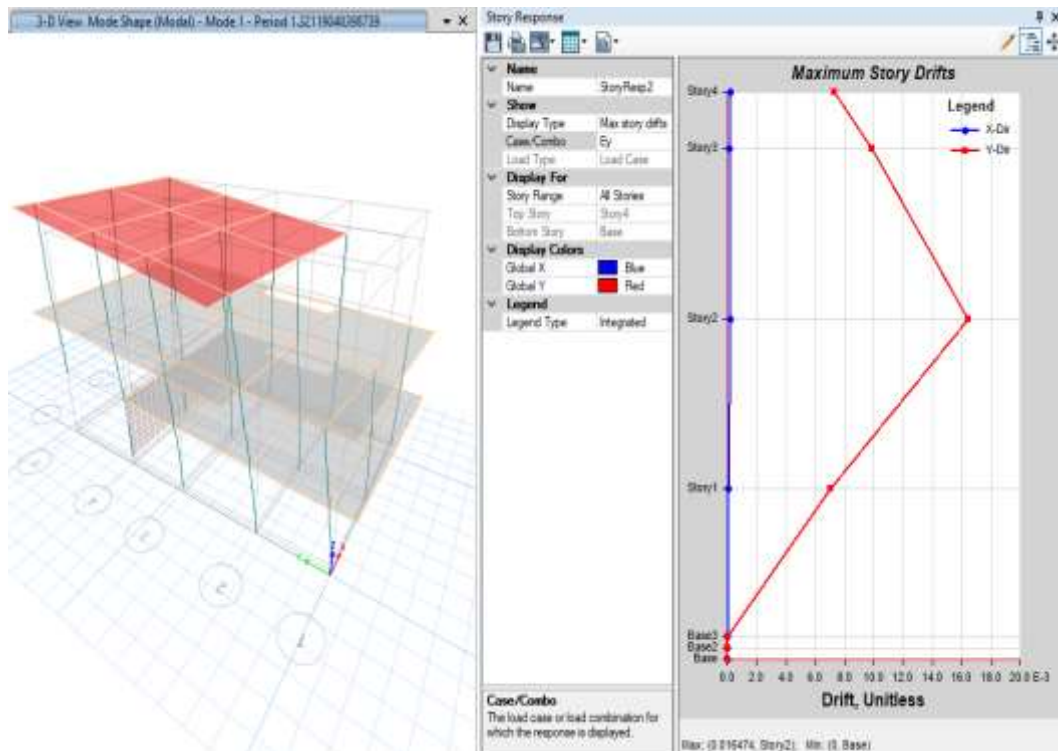 3-D View Mode Shape (Modal) - Mode 1 - Period 1.32119040398739
Story Response
Name
Name StoryResp2
Show
Display Type Max story drifts
Case/Combo Ey
Load Type Load Case
Display For
Story Range All Stories
Top Story Story4
Bottom Story Base
Display Colors
Global X Blue
Global Y Red
Legend
Legend Type Integrated
Case/Combo
The load case or load combination for
which the response is displayed.
Maximum Story Drifts
Legend
X-Dir
Y-Dir
Story4
Story3
Story2
Story1
Base3
Base2
Base
0.0 2.0 4.0 6.0 8.0 10.0 12.0 14.0 16.0 18.0 20.0 E-3
Drift, Unitless
Max: (0.016474, Story2); Min: (0, Base)